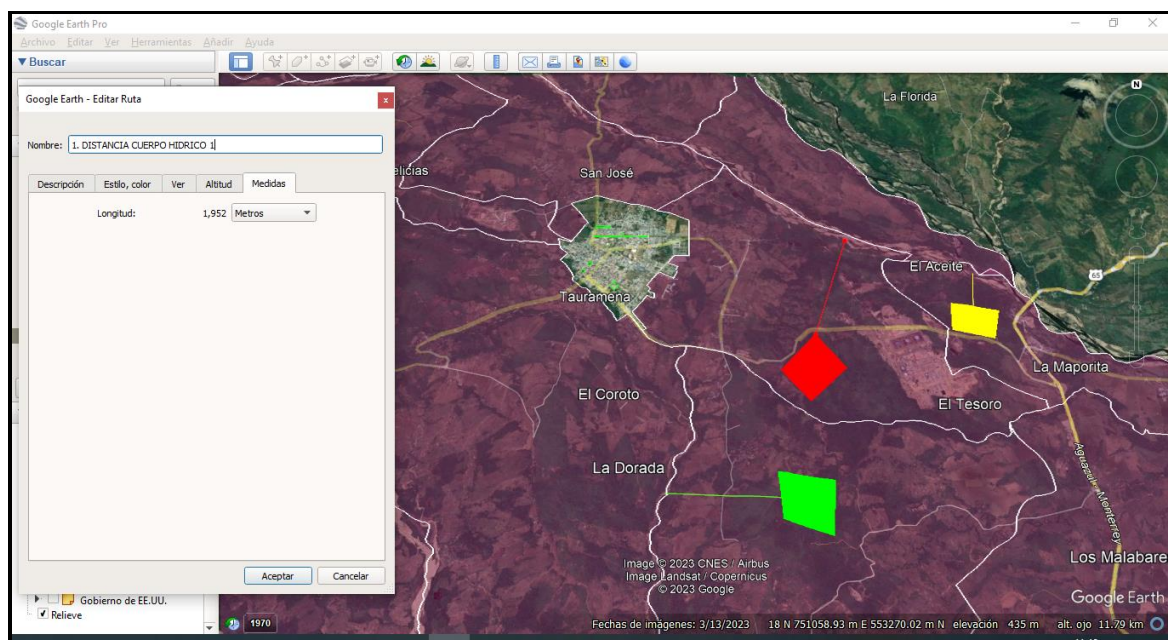 Google Earth Pro
Archivo Editar Ver Herramientas Añadir Ayuda
Buscar
Google Earth - Editar Ruta
Nombre: 1. DISTANCIA CUERPO HIDRICO 1
Descripción Estilo, color Ver Altitud Medidas
Longitud: 1,952 Metros
Aceptar Cancelar
Gobierno de EE.UU.
Relieve
1970
N
La Florida
elicias
San José
El Aceite
65
Tauramena
La Maporita
El Coroto
El Tesoro
La Dorada
Aguazul - Monterrey
Los Malabare
Image © 2023 CNES / Airbus
Image Landsat / Copernicus
© 2023 Google
Google Earth
Fechas de imágenes: 3/13/2023 18 N 751058.93 m E 553270.02 m N elevación 435 m alt. ojo 11.79 km